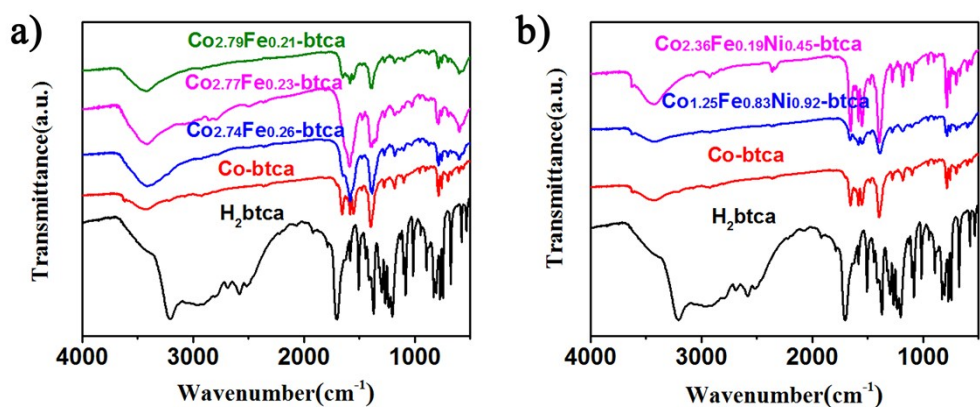 a)
Transmittance(a.u.)
Co2.79Fe0.21-btca
Co2.77Fe0.23-btca
Co2.74Fe0.26-btca
Co-btca
H₂btca
4000 3000 2000 1000
Wavenumber(cm⁻¹)
b)
Transmittance(a.u.)
Co2.36Fe0.19Ni0.45-btca
Co1.25Fe0.83Ni0.92-btca
Co-btca
H₂btca
4000 3000 2000 1000
Wavenumber(cm⁻¹)